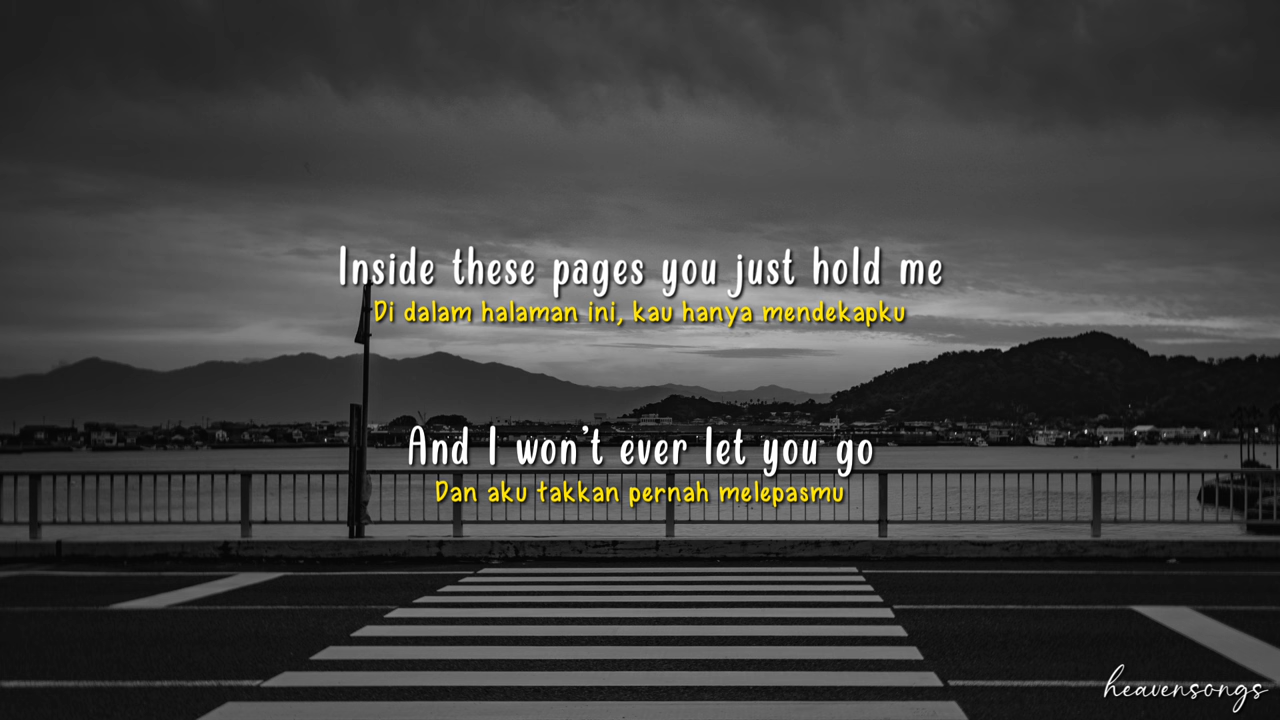 Inside these pages you just hold me
Di dalam halaman ini, kau hanya mendekapku
And I won't ever let you go
Dan aku takkan pernah melepasmu
heavensongs